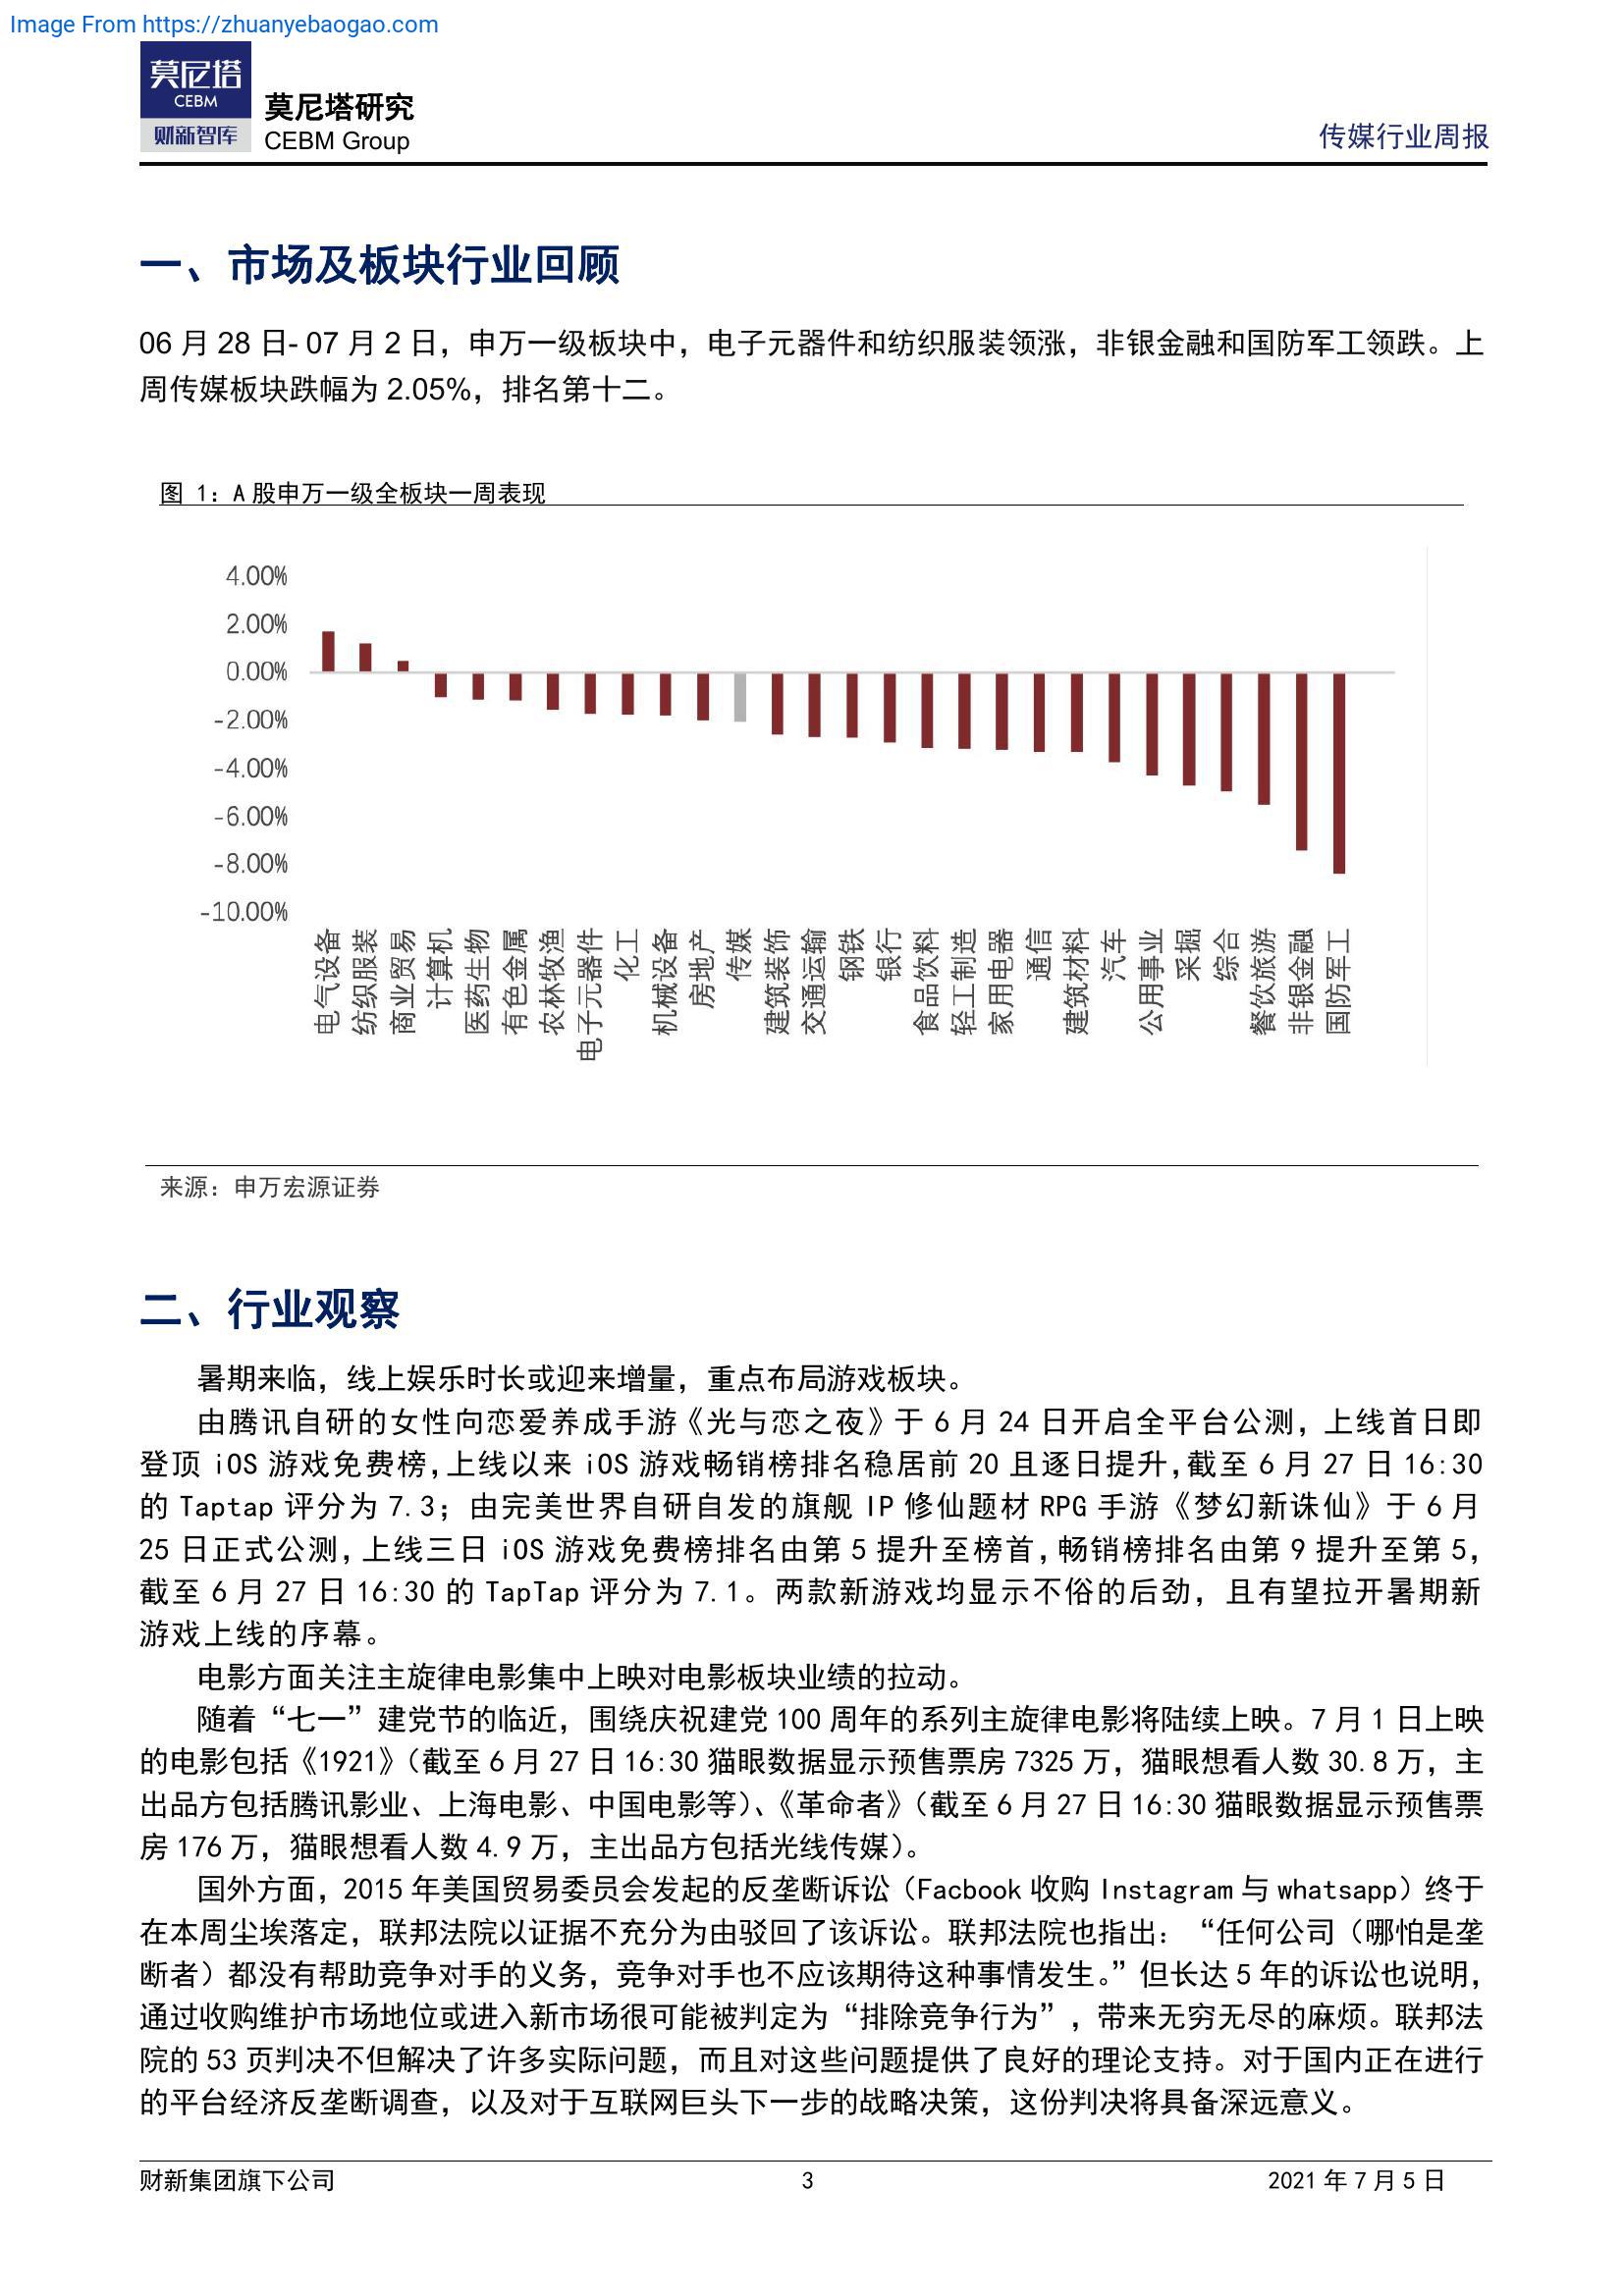 Image From https://zhuanyebaogao.com
莫尼塔
CEBM
财新智库
莫尼塔研究
CEBM Group
传媒行业周报
一、市场及板块行业回顾
06 月 28 日- 07 月 2 日，申万一级板块中，电子元器件和纺织服装领涨，非银金融和国防军工领跌。上
周传媒板块跌幅为 2.05%，排名第十二。
图 1：A 股申万一级全板块一周表现
4.00%
2.00%
0.00%
-2.00%
-4.00%
-6.00%
-8.00%
-10.00%
电气设备
纺织服装
商业贸易
计算机
医药生物
有色金属
农林牧渔
电子元器件
化工
机械设备
房地产
传媒
建筑装饰
交通运输
钢铁
银行
食品饮料
轻工制造
家用电器
通信
建筑材料
汽车
公用事业
采掘
综合
餐饮旅游
非银金融
国防军工
来源：申万宏源证券
二、行业观察
暑期来临，线上娱乐时长或迎来增量，重点布局游戏板块。
由腾讯自研的女性向恋爱养成手游《光与恋之夜》于 6 月 24 日开启全平台公测，上线首日即
登顶 iOS 游戏免费榜，上线以来 iOS 游戏畅销榜排名稳居前 20 且逐日提升，截至 6 月 27 日 16:30
的 Taptap 评分为 7.3；由完美世界自研自发的旗舰 IP 修仙题材 RPG 手游《梦幻新诛仙》于 6 月
25 日正式公测，上线三日 iOS 游戏免费榜排名由第 5 提升至榜首，畅销榜排名由第 9 提升至第 5，
截至 6 月 27 日 16:30 的 TapTap 评分为 7.1。两款新游戏均显示不俗的后劲，且有望拉开暑期新
游戏上线的序幕。
电影方面关注主旋律电影集中上映对电影板块业绩的拉动。
随着“七一”建党节的临近，围绕庆祝建党 100 周年的系列主旋律电影将陆续上映。7 月 1 日上映
的电影包括《1921》（截至 6 月 27 日 16:30 猫眼数据显示预售票房 7325 万，猫眼想看人数 30.8 万，主
出品方包括腾讯影业、上海电影、中国电影等）、《革命者》（截至 6 月 27 日 16:30 猫眼数据显示预售票
房 176 万，猫眼想看人数 4.9 万，主出品方包括光线传媒）。
国外方面，2015 年美国贸易委员会发起的反垄断诉讼（Facbook 收购 Instagram 与 whatsapp）终于
在本周尘埃落定，联邦法院以证据不充分为由驳回了该诉讼。联邦法院也指出：“任何公司（哪怕是垄
断者）都没有帮助竞争对手的义务，竞争对手也不应该期待这种事情发生。”但长达 5 年的诉讼也说明，
通过收购维护市场地位或进入新市场很可能被判定为“排除竞争行为”，带来无穷无尽的麻烦。联邦法
院的 53 页判决不但解决了许多实际问题，而且对这些问题提供了良好的理论支持。对于国内正在进行
的平台经济反垄断调查，以及对于互联网巨头下一步的战略决策，这份判决将具备深远意义。
财新集团旗下公司
3
2021 年 7 月 5 日